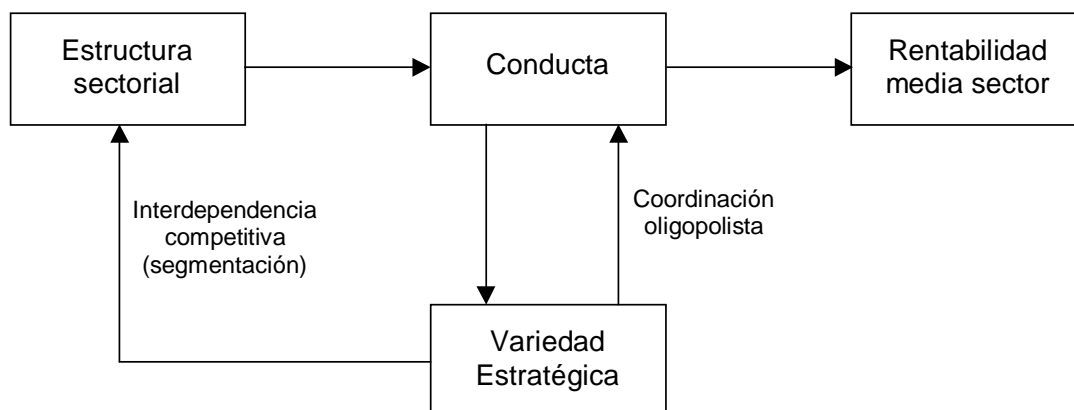 Estructura
sectorial
Conducta
Rentabilidad
media sector
Interdependencia
competitiva
(segmentación)
Coordinación
oligopolista
Variedad
Estratégica